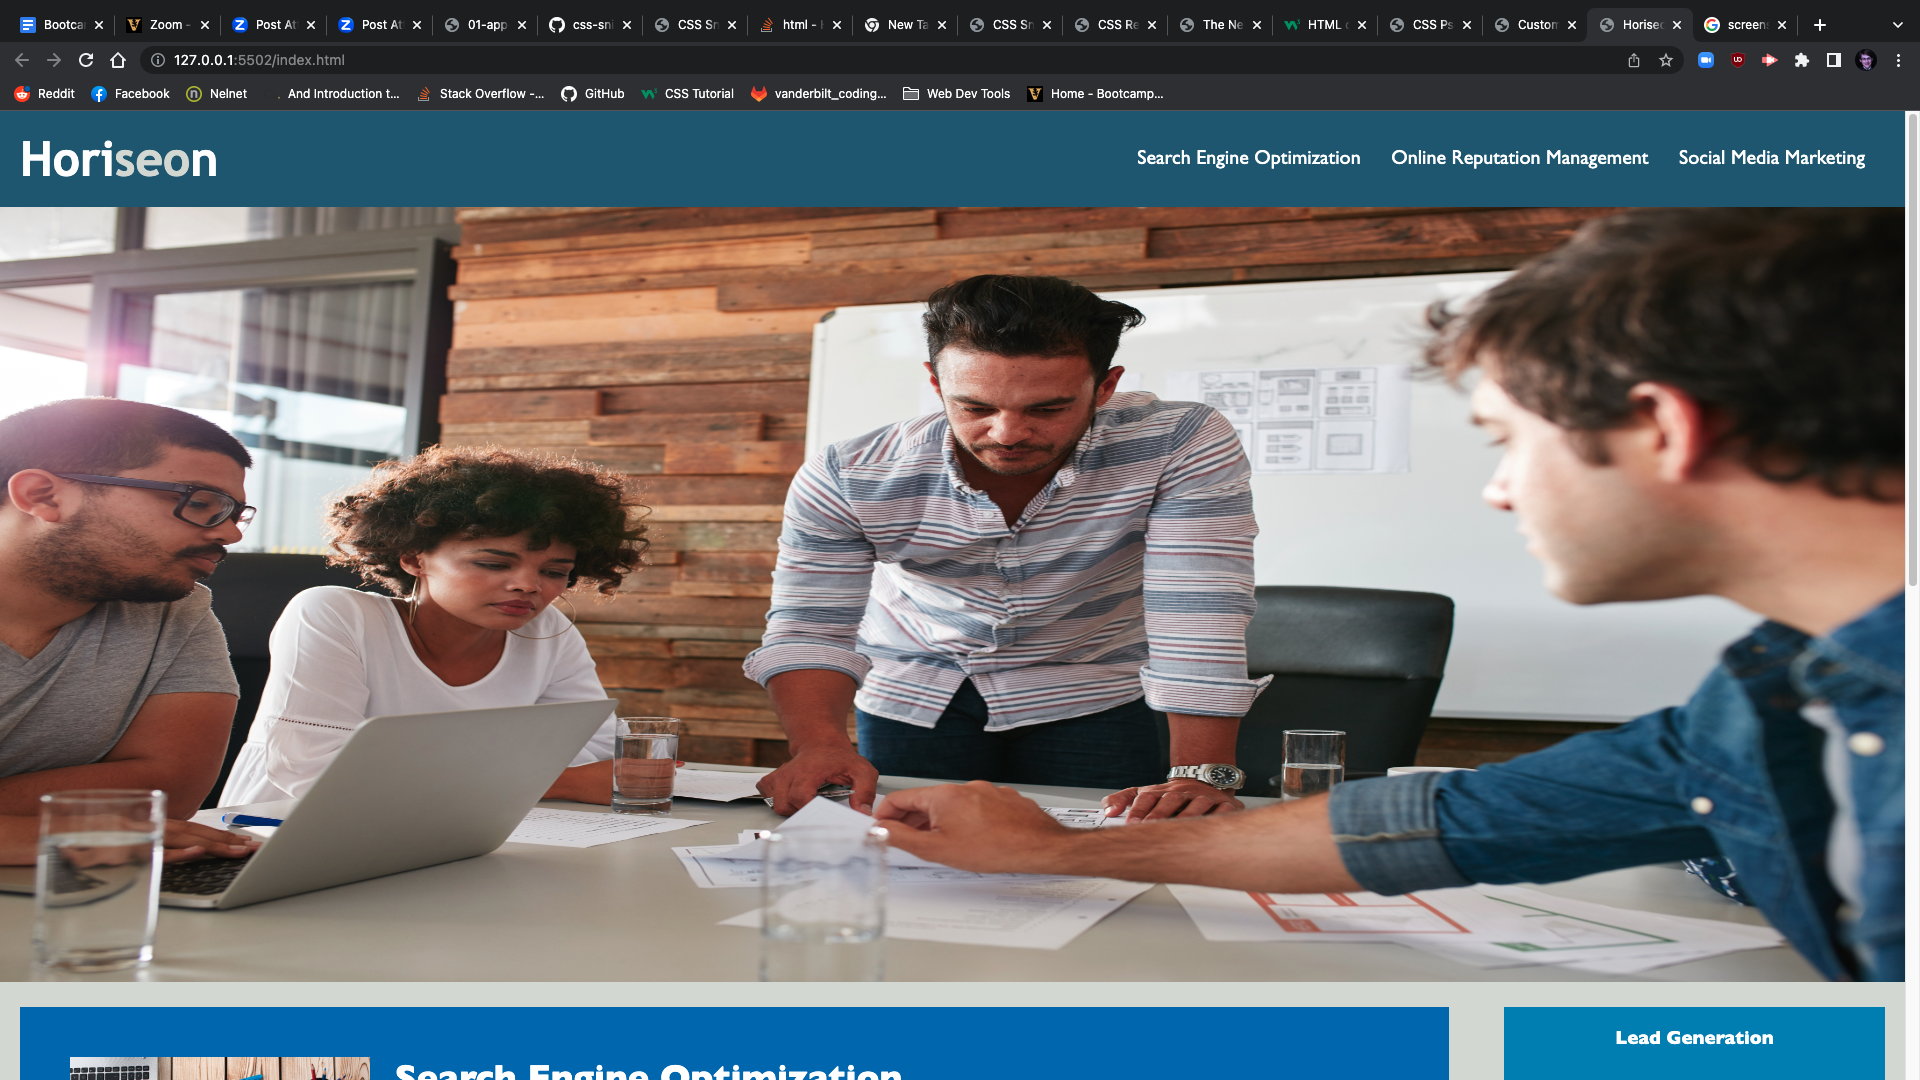 Bootca
Zoom -
Post At
Post At
01-app
css-sni
CSS Sn
html -
New Ta
CSS Sn
CSS Re
The Ne
HTML
CSS Ps
Custom
Horiseo
screen
127.0.0.1:5502/index.html
Reddit
Facebook
Nelnet
And Introduction t...
Stack Overflow -...
GitHub
CSS Tutorial
vanderbilt_coding...
Web Dev Tools
Home - Bootcamp...
Horiseon
Search Engine Optimization
Online Reputation Management
Social Media Marketing
Search Engine Optimization
Lead Generation